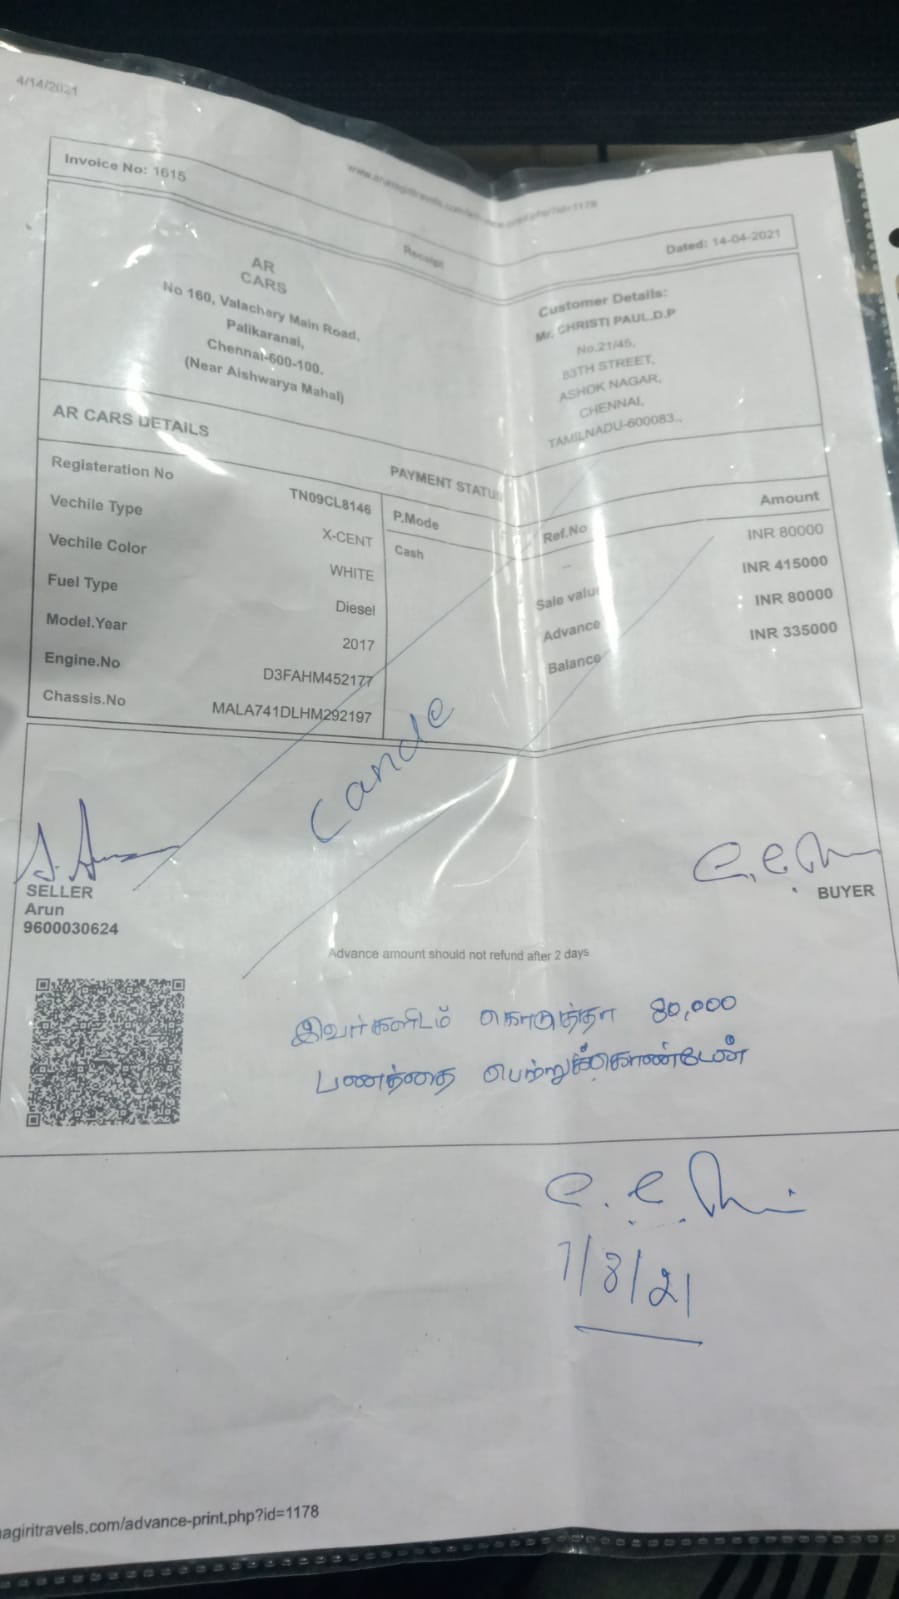 4/14/2021
Invoice No: 1615
Receipt
Dated: 14-04-2021
AR
CARS
No 160, Valachery Main Road,
Palikaranai,
Chennai-600-100.
(Near Aishwarya Mahal)
Customer Details:
Mr. CHRISTI PAUL.D.P
No.21/45,
83TH STREET,
ASHOK NAGAR,
CHENNAI,
TAMILNADU-600083.,
AR CARS DETAILS
Registeration No TN09CL8146
Vechile Type X-CENT
Vechile Color WHITE
Fuel Type Diesel
Model.Year 2017
Engine.No D3FAHM452177
Chassis.No MALA741DLHM292197
PAYMENT STATUS
P.Mode Ref.No Amount
Cash – INR 80000
Sale value INR 415000
Advance : INR 80000
Balance INR 335000
Cancle
SELLER
Arun
9600030624
BUYER
Advance amount should not refund after 2 days
இவர்களிடம் கொடுத்தா 80,000
பணத்தை பெற்றுக்கொண்டேன்
7/8/21
nagiritravels.com/advance-print.php?id=1178